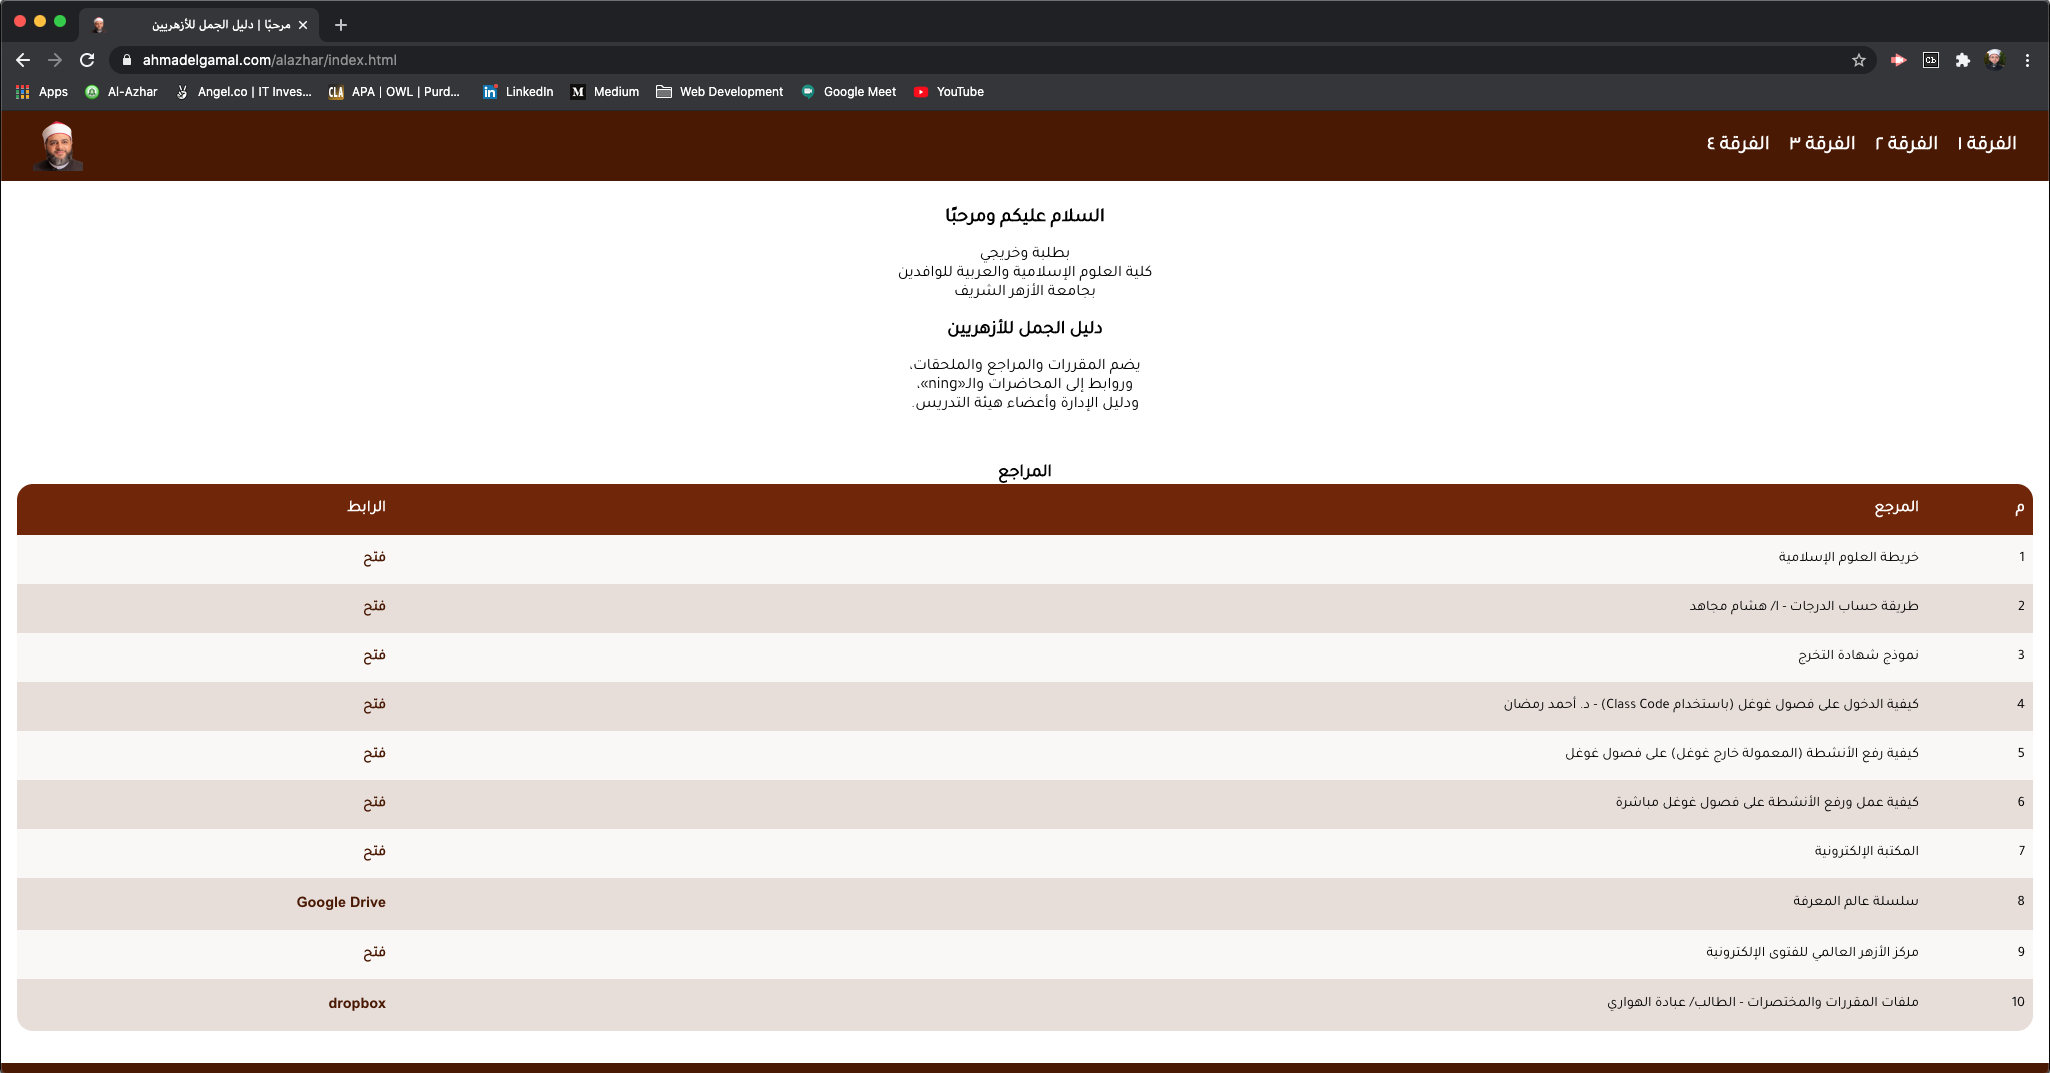 مرحبًا | دليل الجمل للأزهريين
ahmadelgamal.com/alazhar/index.html
Apps Al-Azhar Angel.co | IT Inves... CLA APA | OWL | Purd... LinkedIn Medium Web Development Google Meet YouTube
الفرقة ١ الفرقة ٢ الفرقة ٣ الفرقة ٤
السلام عليكم ومرحبًا
بطلبة وخريجي
كلية العلوم الإسلامية والعربية للوافدين
بجامعة الأزهر الشريف
دليل الجمل للأزهريين
يضم المقررات والمراجع والملحقات،
وروابط إلى المحاضرات والـ«ning»،
ودليل الإدارة وأعضاء هيئة التدريس.
المراجع
م المرجع الرابط
1 خريطة العلوم الإسلامية فتح
2 طريقة حساب الدرجات - ا/ هشام مجاهد فتح
3 نموذج شهادة التخرج فتح
4 كيفية الدخول على فصول غوغل (باستخدام Class Code) - د. أحمد رمضان فتح
5 كيفية رفع الأنشطة (المعمولة خارج غوغل) على فصول غوغل فتح
6 كيفية عمل ورفع الأنشطة على فصول غوغل مباشرة فتح
7 المكتبة الإلكترونية فتح
8 سلسلة عالم المعرفة Google Drive
9 مركز الأزهر العالمي للفتوى الإلكترونية فتح
10 ملفات المقررات والمختصرات - الطالب/ عبادة الهواري dropbox